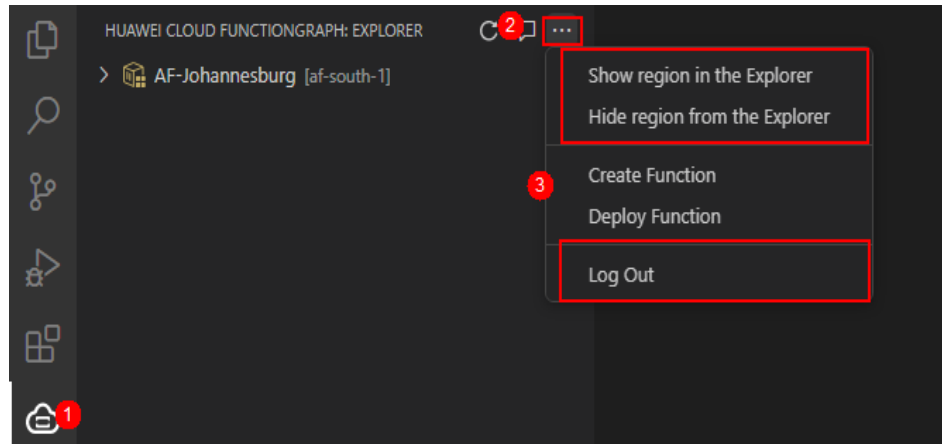 HUAWEI CLOUD FUNCTIONGRAPH: EXPLORER 2 ...
AF-Johannesburg [af-south-1]
Show region in the Explorer
Hide region from the Explorer
3
Create Function
Deploy Function
Log Out
1